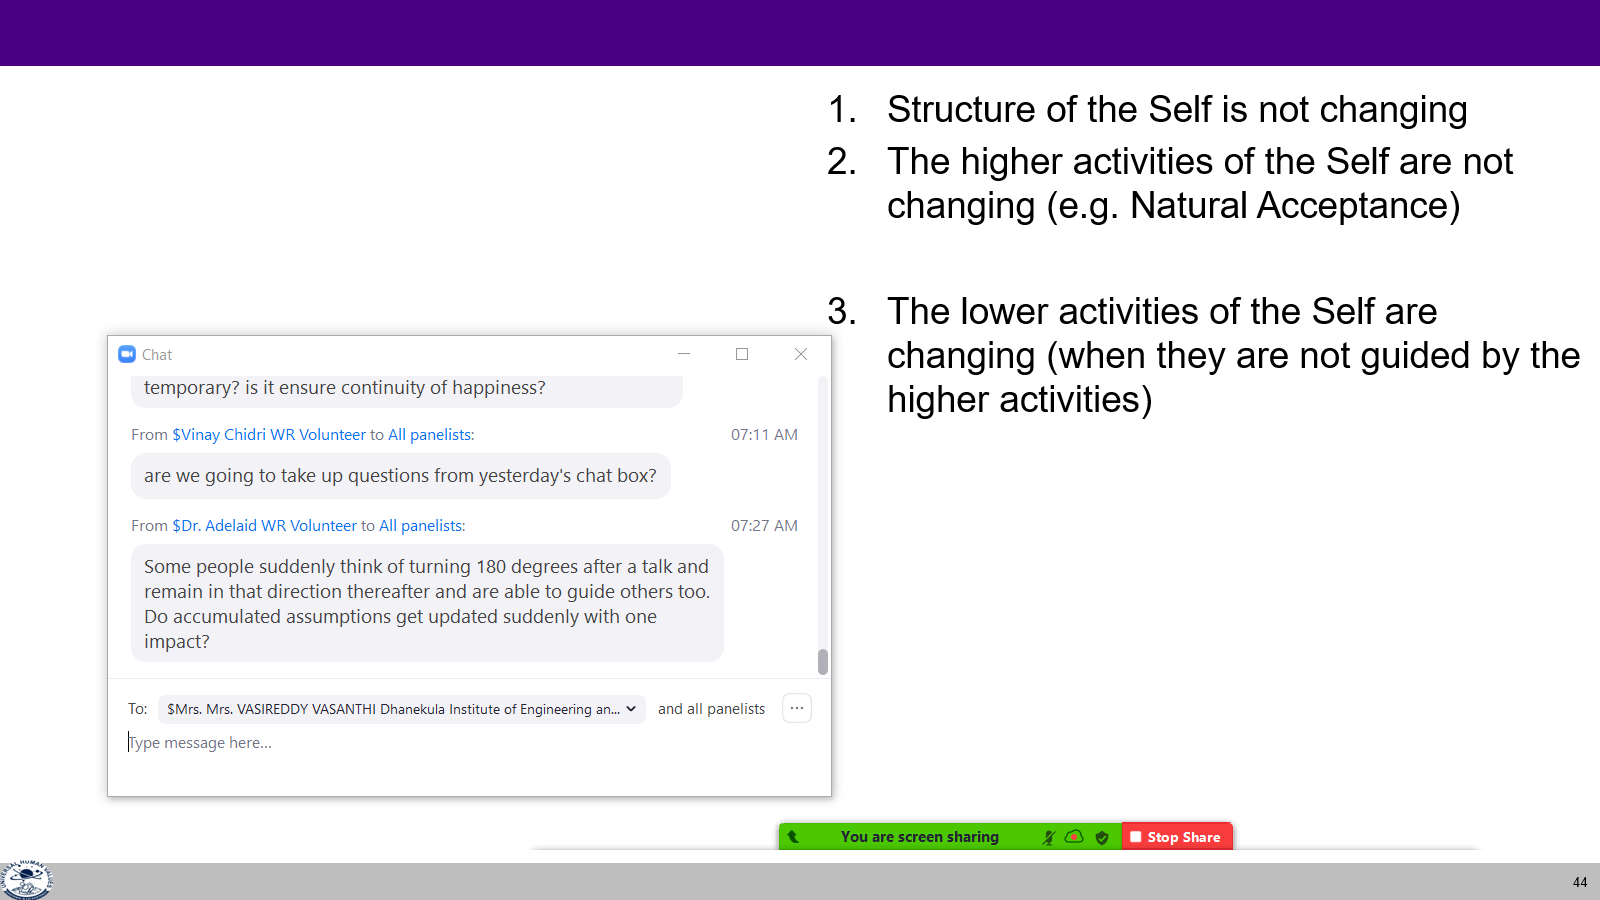 1. Structure of the Self is not changing
2. The higher activities of the Self are not
changing (e.g. Natural Acceptance)
3. The lower activities of the Self are
changing (when they are not guided by the
higher activities)
Chat
temporary? is it ensure continuity of happiness?
From $Vinay Chidri WR Volunteer to All panelists: 07:11 AM
are we going to take up questions from yesterday's chat box?
From $Dr. Adelaid WR Volunteer to All panelists: 07:27 AM
Some people suddenly think of turning 180 degrees after a talk and
remain in that direction thereafter and are able to guide others too.
Do accumulated assumptions get updated suddenly with one
impact?
To: $Mrs. Mrs. VASIREDDY VASANTHI Dhanekula Institute of Engineering an... and all panelists
Type message here...
You are screen sharing Stop Share
UNIVERSAL HUMAN VALUES
44